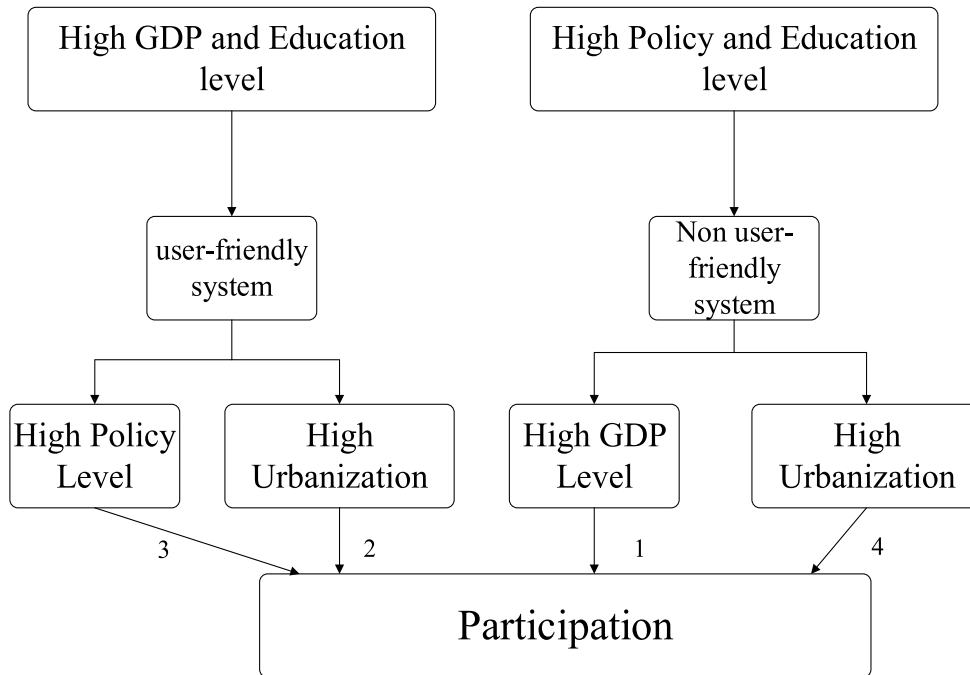 High GDP and Education
level
High Policy and Education
level
user-friendly
system
Non user-
friendly
system
High Policy
Level
High
Urbanization
High GDP
Level
High
Urbanization
3
2
1
4
Participation